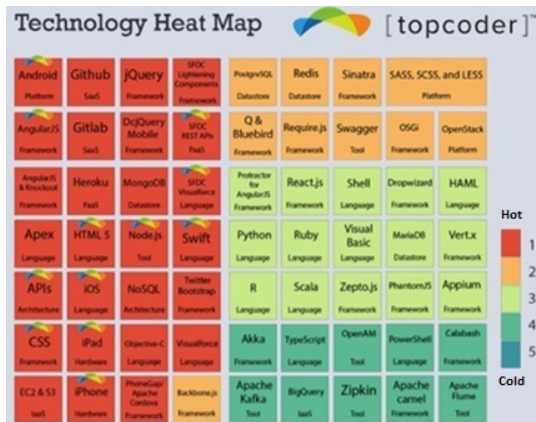 Technology Heat Map
[topcoder]™
Android
Platform
Github
SaaS
jQuery
Framework
SFDC
Lightening
Components
Framework
PostgreSQL
Datastore
Redis
Datastore
Sinatra
Framework
SASS, SCSS, and LESS
Platform
AngularJS
Framework
Gitlab
SaaS
DcjQuery
Mobile
Framework
SFDC
REST APIs
PaaS
Q &
Bluebird
Framework
Require.js
Framework
Swagger
Tool
OSGi
Framework
OpenStack
Platform
AngularJS
& Knockout
Framework
Heroku
PaaS
MongoDB
Datastore
SFDC
Visualforce
Language
Protractor
for
AngularJS
Framework
React.js
Framework
Shell
Language
Dropwizard
Framework
HAML
Language
Apex
Language
HTML 5
Language
Node.js
Tool
Swift
Language
Python
Language
Ruby
Language
Visual
Basic
Language
MariaDB
Datastore
Vert.x
Framework
APIs
Architecture
iOS
Language
NoSQL
Architecture
Twitter
Bootstrap
Framework
R
Language
Scala
Language
Zepto.js
Framework
PhantomJS
Framework
Appium
Framework
CSS
Framework
iPad
Hardware
Objective-C
Language
Visualforce
Language
Akka
Framework
TypeScript
Language
OpenAM
Tool
PowerShell
Language
Calabash
Framework
EC2 & S3
IaaS
iPhone
Hardware
PhoneGap/
Apache
Cordova
Framework
Backbone.js
Framework
Apache
Kafka
Tool
BigQuery
IaaS
Zipkin
Tool
Apache
camel
Framework
Apache
Flume
Tool
Hot
1
2
3
4
5
Cold